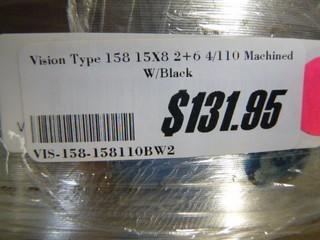 Vision Type 158 15X8 2+6 4/110 Machined
W/Black
$131.95
VIS-158-158110BW2